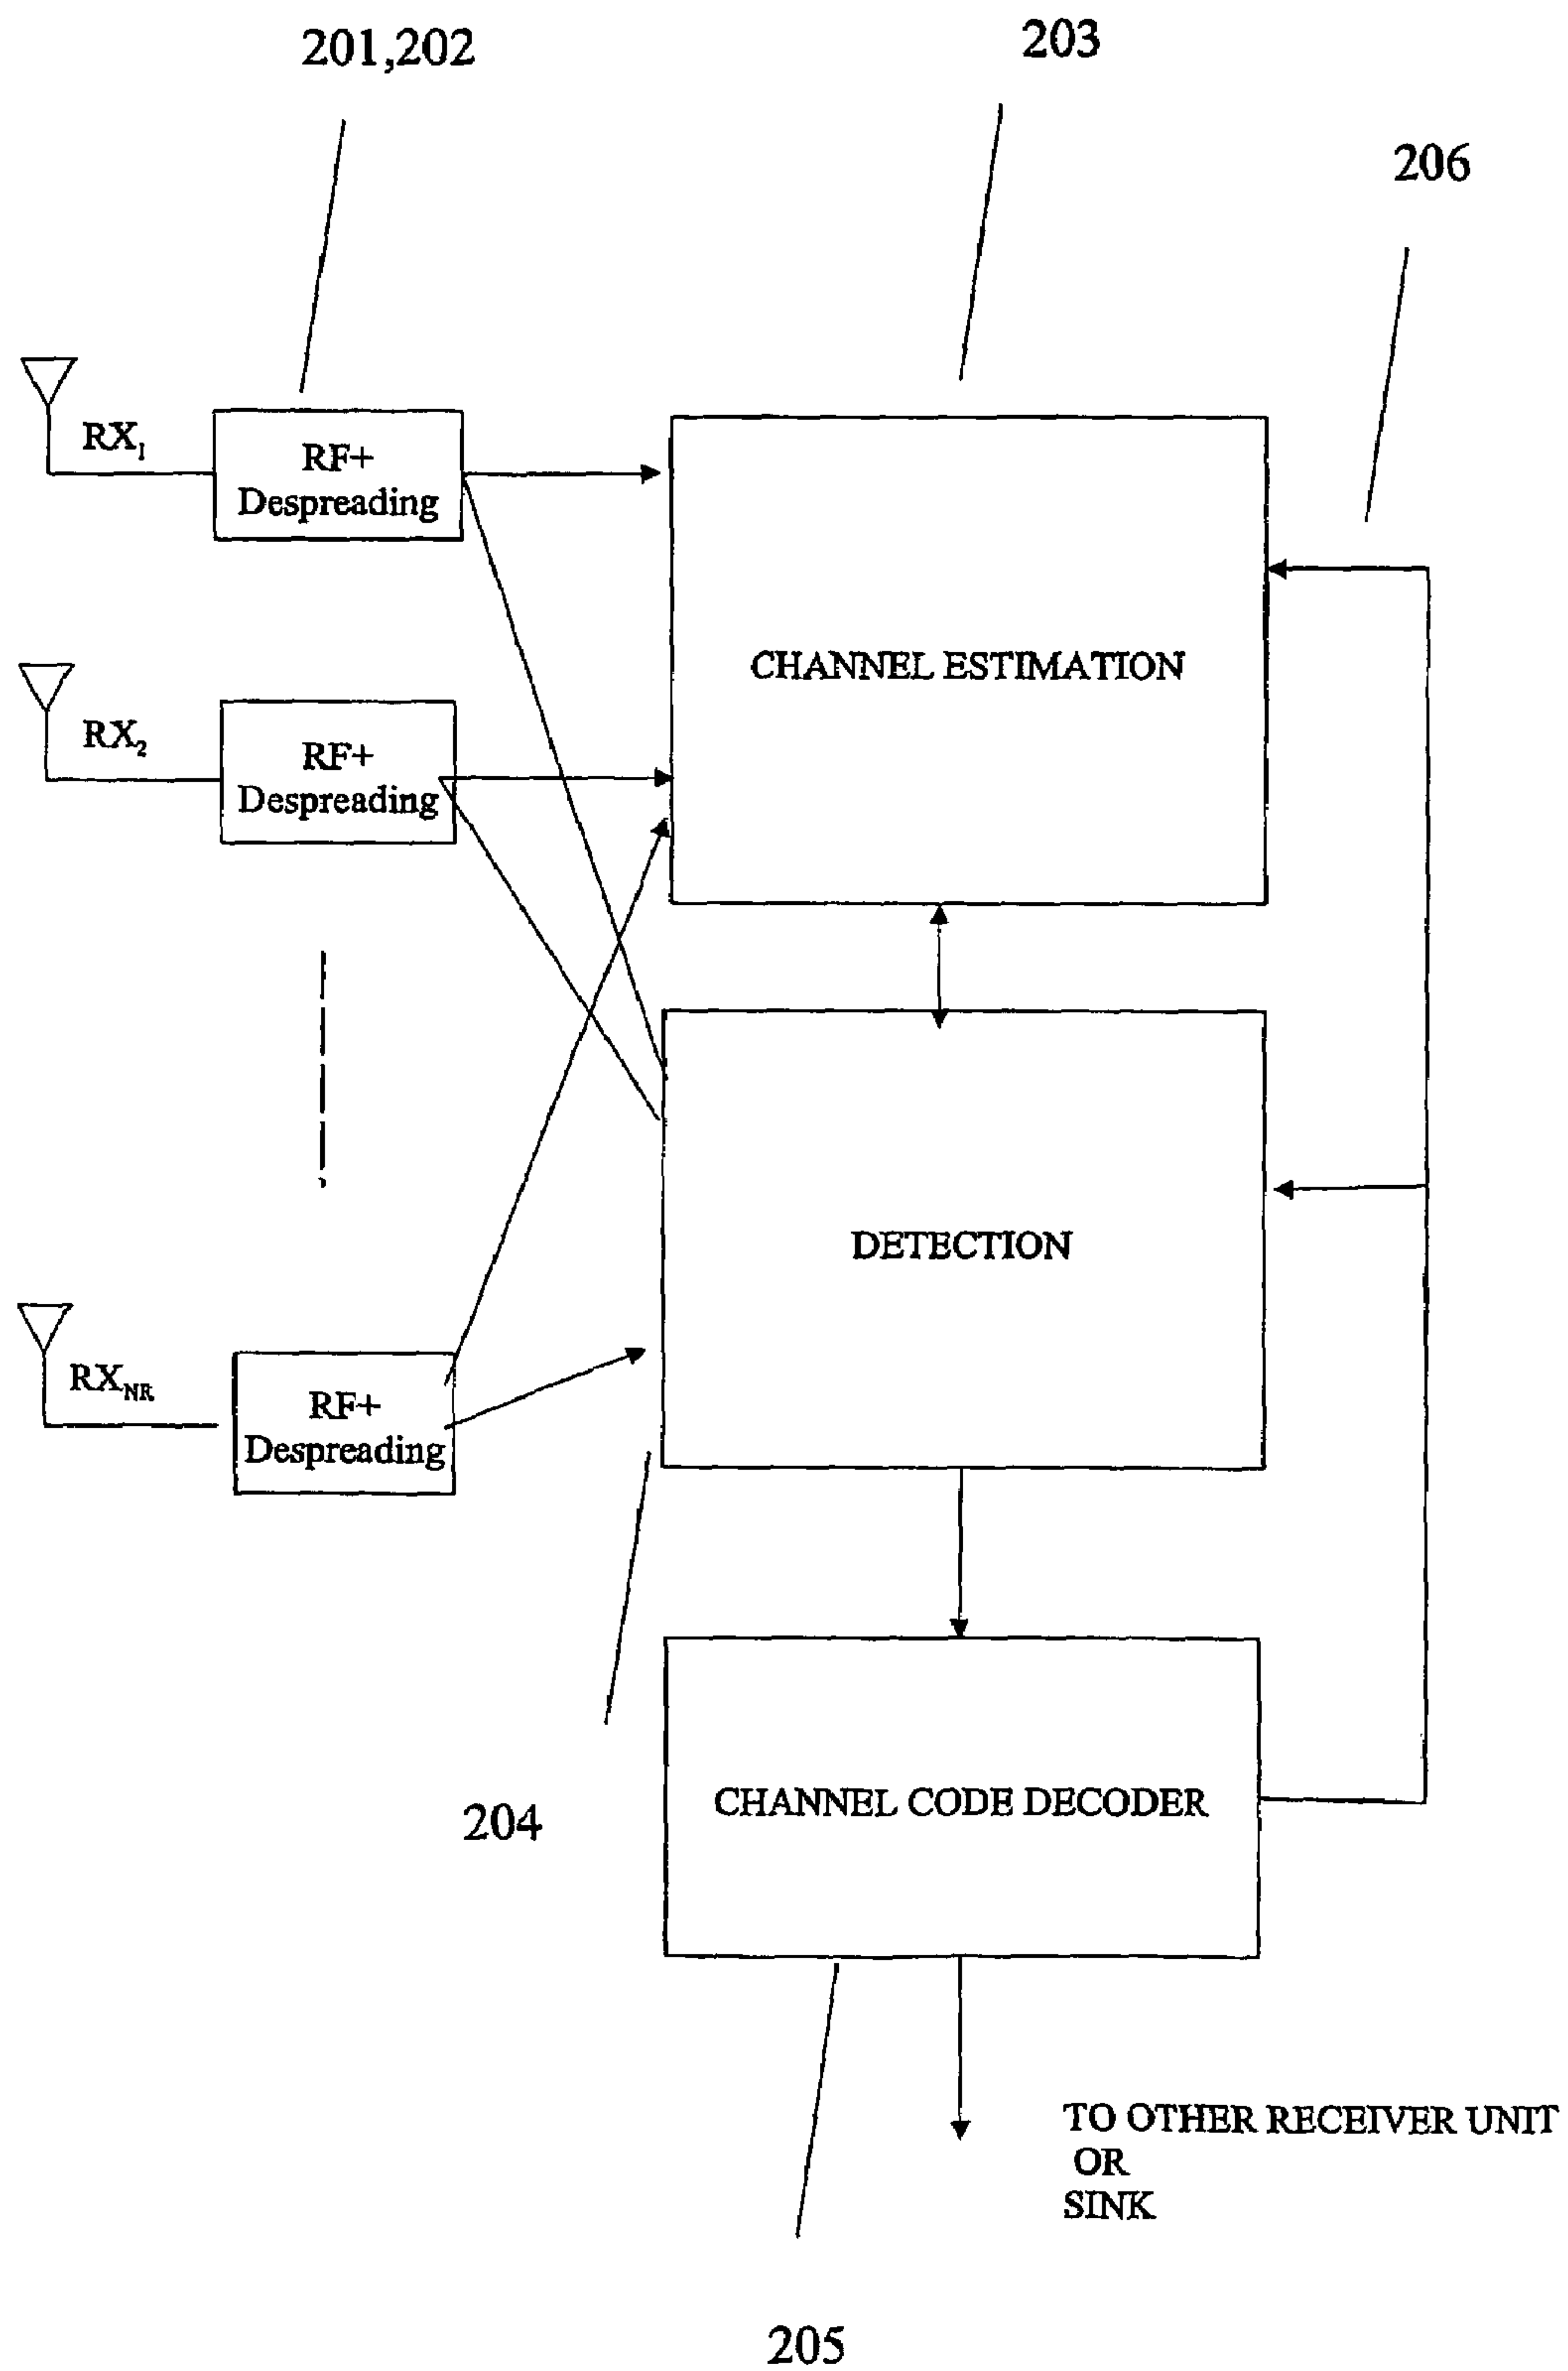 201,202
203
206
RX1
RF+
Despreading
CHANNEL ESTIMATION
RX2
RF+
Despreading
DETECTION
RXNR
RF+
Despreading
204
CHANNEL CODE DECODER
TO OTHER RECEIVER UNIT
OR
SINK
205